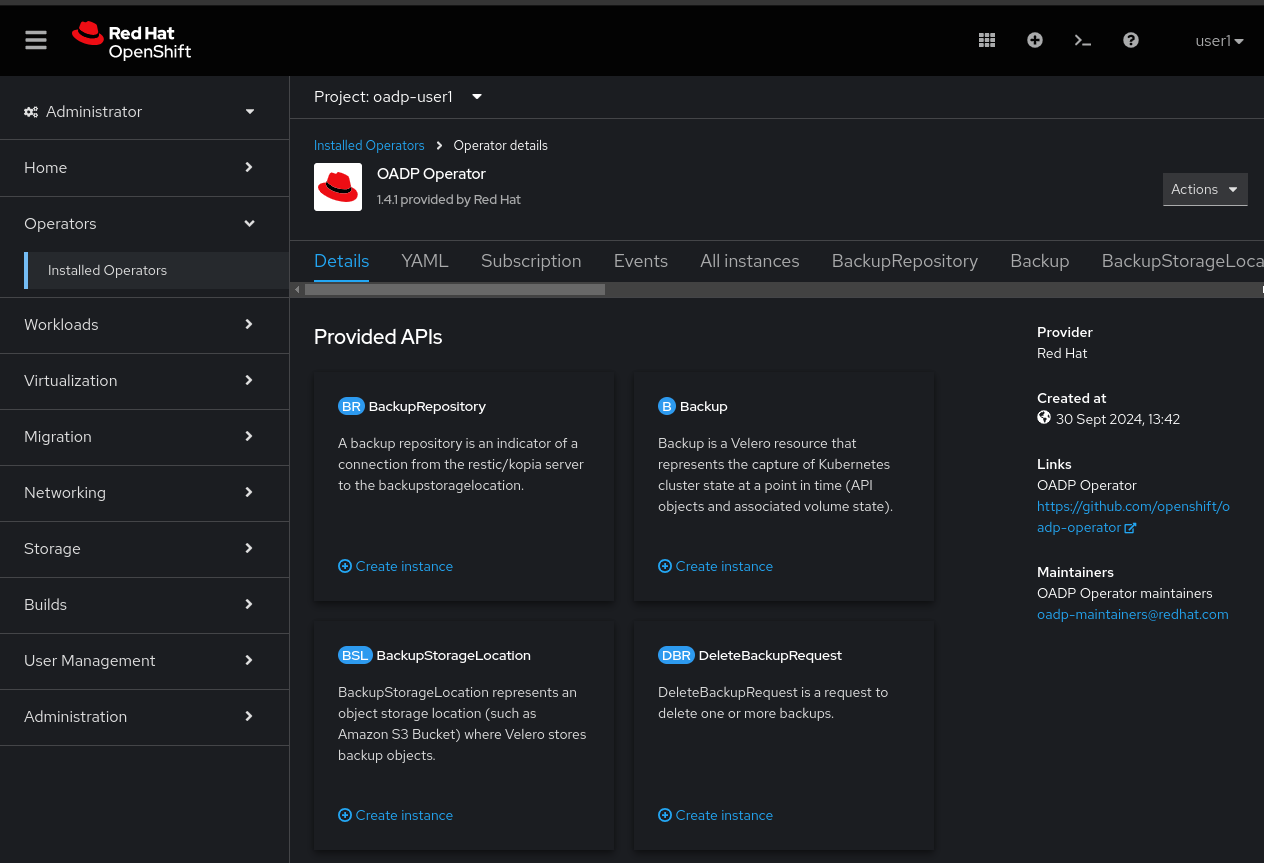 Red Hat
OpenShift
user1
Administrator
Home
Operators
Installed Operators
Workloads
Virtualization
Migration
Networking
Storage
Builds
User Management
Administration
Project: oadp-user1
Installed Operators
Operator details
OADP Operator
1.4.1 provided by Red Hat
Actions
Details YAML Subscription Events All instances BackupRepository Backup BackupStorageLoca
Provided APIs
BR BackupRepository
A backup repository is an indicator of a
connection from the restic/kopia server
to the backupstoragelocation.
Create instance
B Backup
Backup is a Velero resource that
represents the capture of Kubernetes
cluster state at a point in time (API
objects and associated volume state).
Create instance
BSL BackupStorageLocation
BackupStorageLocation represents an
object storage location (such as
Amazon S3 Bucket) where Velero stores
backup objects.
Create instance
DBR DeleteBackupRequest
DeleteBackupRequest is a request to
delete one or more backups.
Create instance
Provider
Red Hat
Created at
30 Sept 2024, 13:42
Links
OADP Operator
https://github.com/openshift/o
adp-operator
Maintainers
OADP Operator maintainers
oadp-maintainers@redhat.com